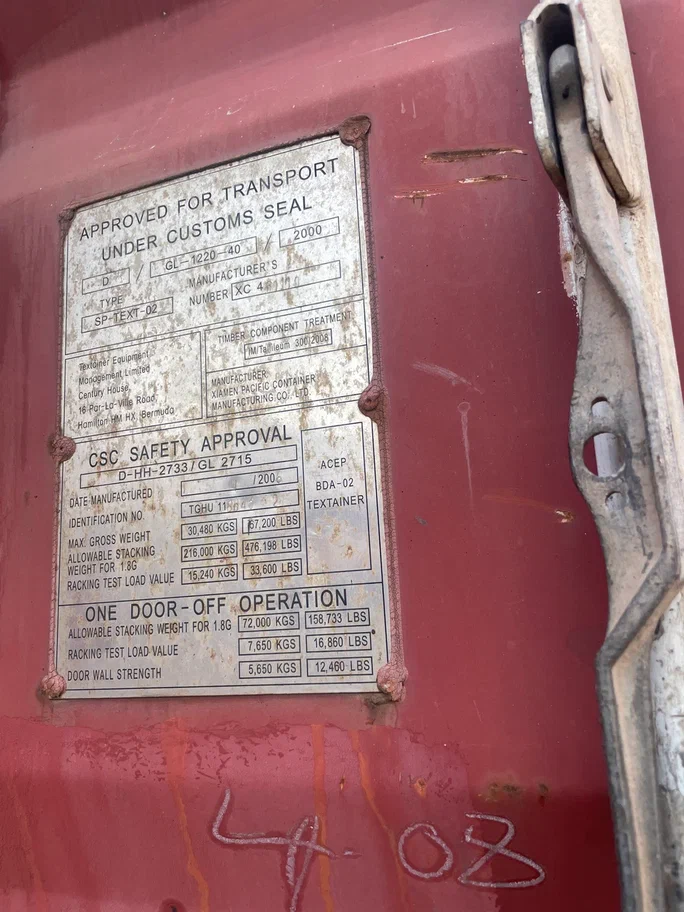 APPROVED FOR TRANSPORT
UNDER CUSTOMS SEAL
D / GL-1220-40 / 2000
TYPE
SP-TEXT-02
MANUFACTURER'S
NUMBER XC 4
Textainer Equipment
Management Limited
Century House
16 Par-La-Ville Road
Hamilton HM HX, Bermuda
TIMBER COMPONENT TREATMENT
MANUFACTURER:
XIAMEN PACIFIC CONTAINER
MANUFACTURING CO., LTD.
CSC SAFETY APPROVAL
D-HH-2733/GL 2715
DATE MANUFACTURED
IDENTIFICATION NO. TGHU 11
MAX. GROSS WEIGHT 30,480 KGS 67,200 LBS
ALLOWABLE STACKING
WEIGHT FOR 1.8G 216,000 KGS 476,198 LBS
RACKING TEST LOAD VALUE 15,240 KGS 33,600 LBS
ACEP
BDA-02
TEXTAINER
ONE DOOR-OFF OPERATION
ALLOWABLE STACKING WEIGHT FOR 1.8G 72,000 KGS 158,733 LBS
RACKING TEST LOAD VALUE 7,650 KGS 16,860 LBS
DOOR WALL STRENGTH 5,650 KGS 12,460 LBS
4-08